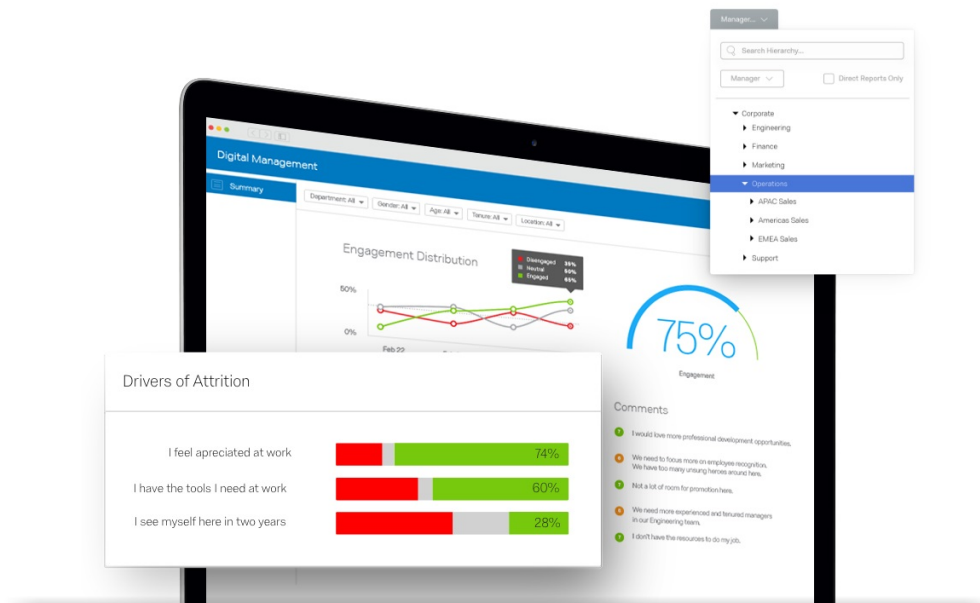 Manager...
Search Hierarchy...
Manager
Direct Reports Only
Corporate
Engineering
Finance
Marketing
Operations
APAC Sales
Americas Sales
EMEA Sales
Support
Digital Management
Summary
Department: All
Gender: All
Age: All
Tenure: All
Location: All
Engagement Distribution
Disengaged 35%
Neutral 50%
Engaged 65%
50%
0%
Feb 22
75%
Engagement
Comments
I would love more professional development opportunities.
We need to focus more on employee recognition.
We have too many unsung heroes around here.
Not a lot of room for promotion here.
We need more experienced and tenured managers
in our Engineering team.
I don't have the resources to do my job.
Drivers of Attrition
I feel apreciated at work
74%
I have the tools I need at work
60%
I see myself here in two years
28%